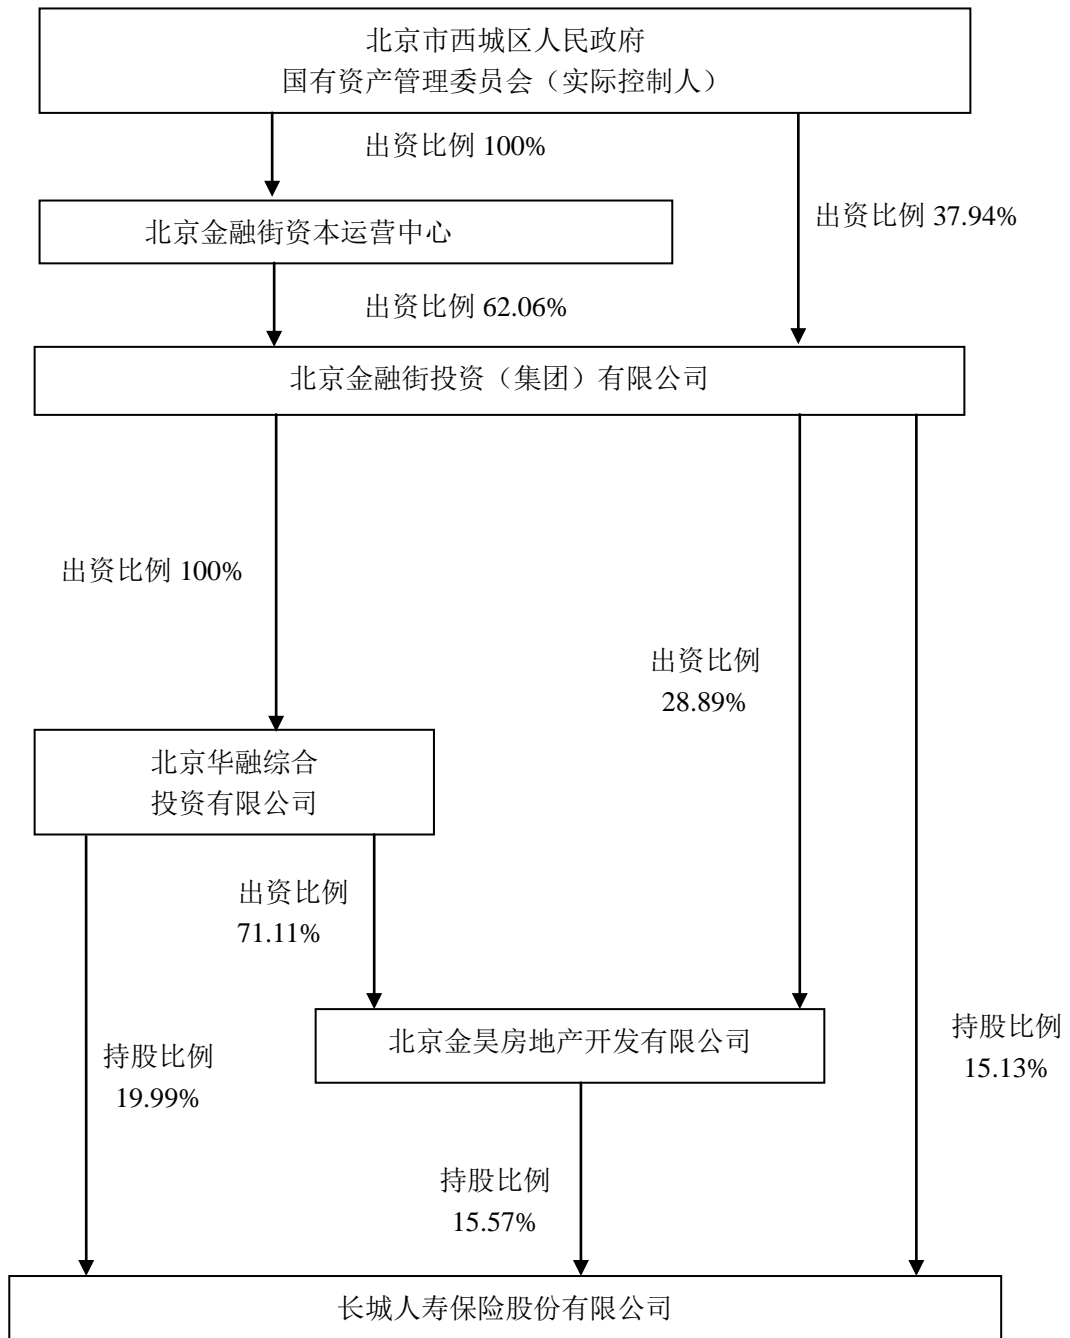 北京市西城区人民政府
国有资产管理委员会（实际控制人）
出资比例 100%
出资比例 37.94%
北京金融街资本运营中心
出资比例 62.06%
北京金融街投资（集团）有限公司
出资比例 100%
出资比例
28.89%
北京华融综合
投资有限公司
出资比例
71.11%
北京金昊房地产开发有限公司
持股比例
15.13%
持股比例
19.99%
持股比例
15.57%
长城人寿保险股份有限公司